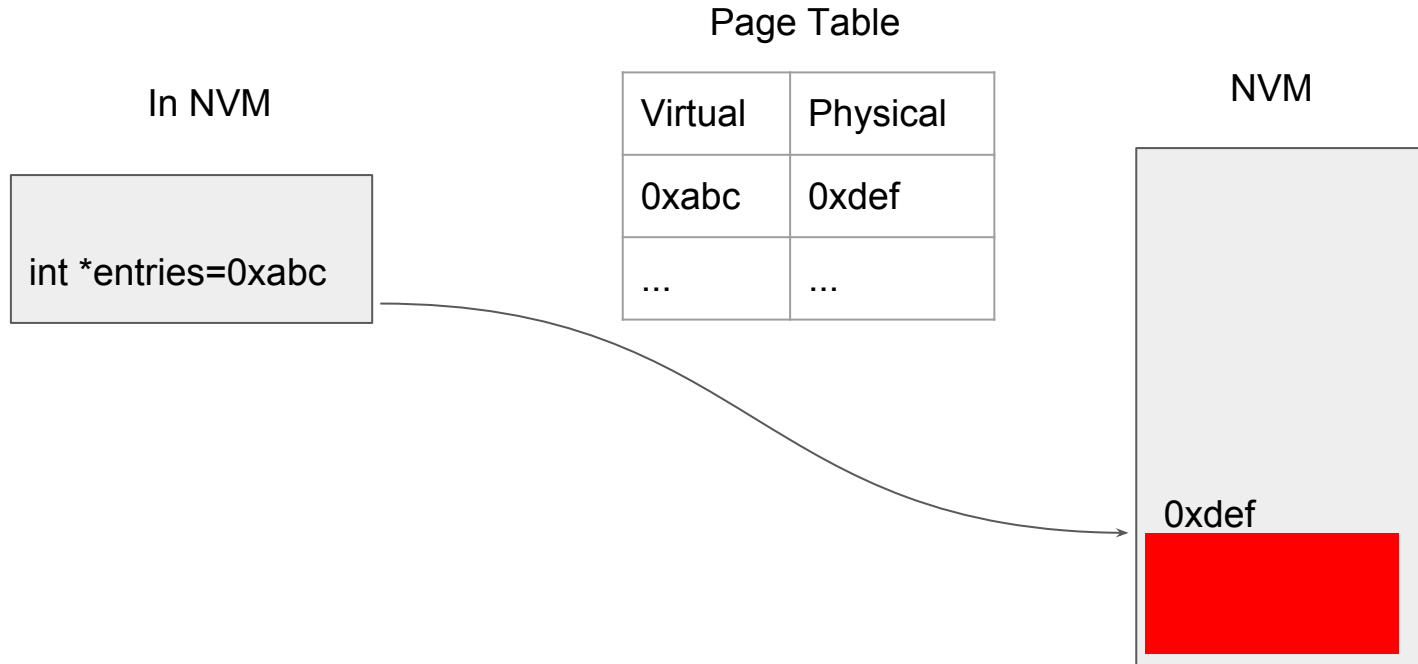 Page Table
In NVM
NVM
Virtual Physical
0xabc 0xdef
... ...
int *entries=0xabc
0xdef